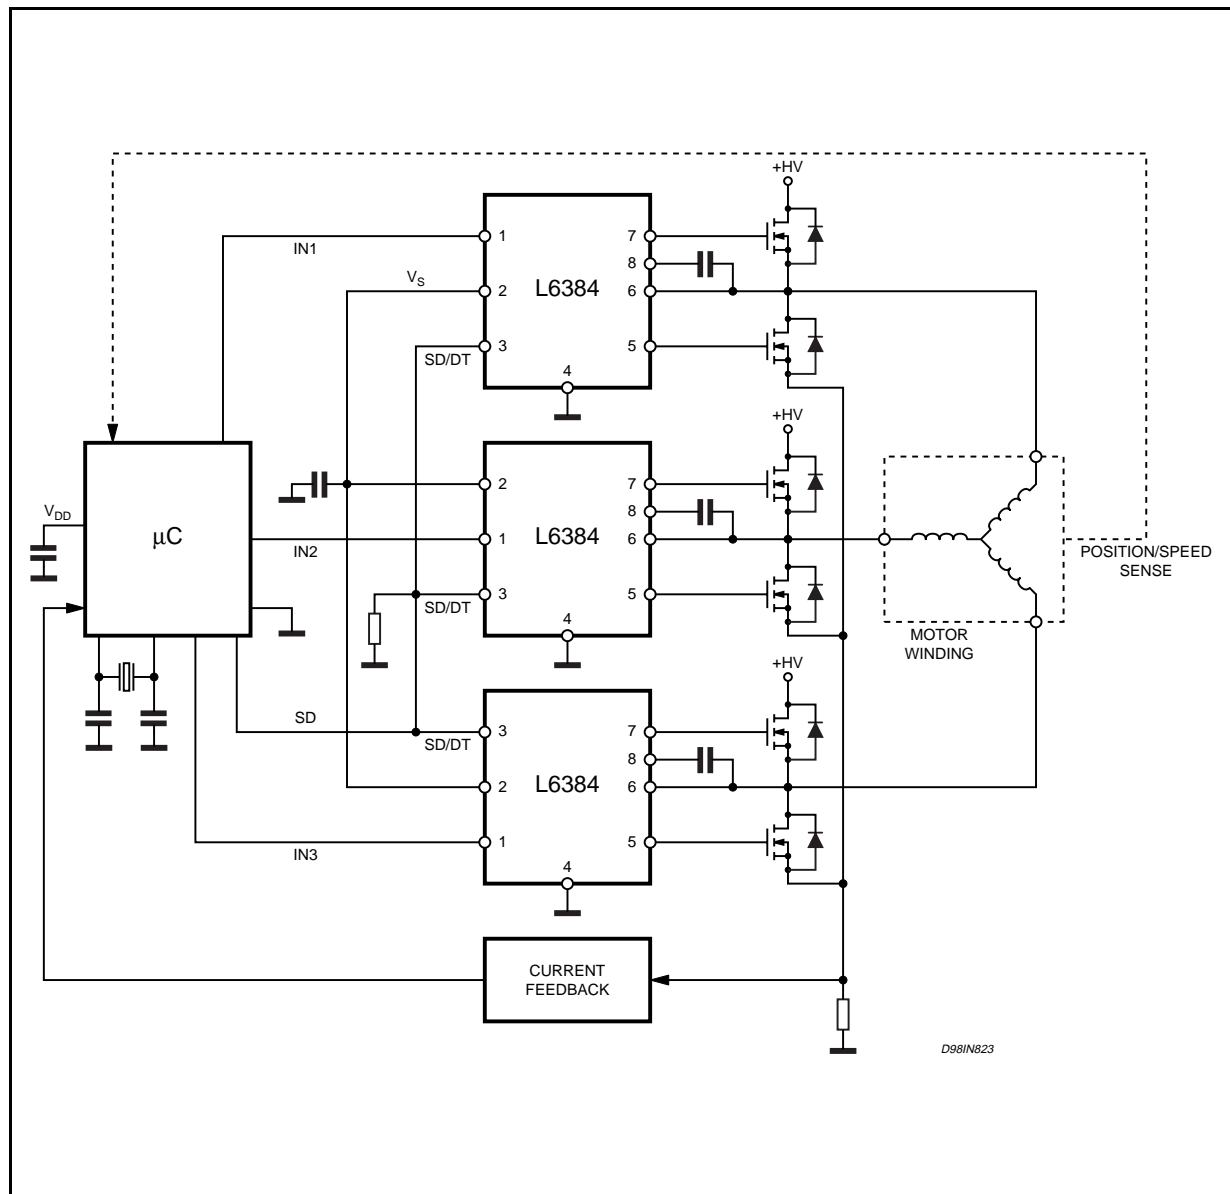 +HV
IN1
1
7
8
V_S
2
L6384
6
SD/DT
3
5
4
+HV
2
7
8
V_DD
μC
IN2
1
L6384
6
POSITION/SPEED
SENSE
SD/DT
3
5
4
MOTOR
WINDING
+HV
SD
SD/DT
3
7
8
2
L6384
6
IN3
1
5
4
CURRENT
FEEDBACK
D98IN823